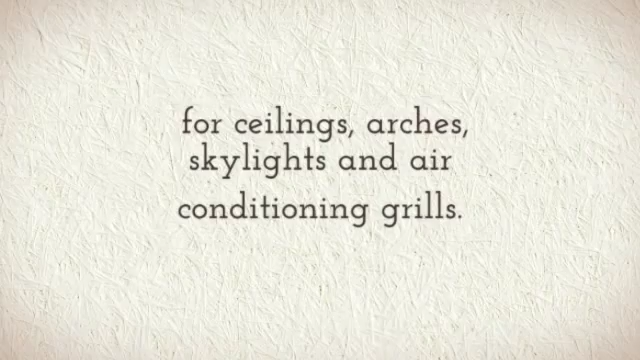 for ceilings, arches,
skylights and air
conditioning grills.